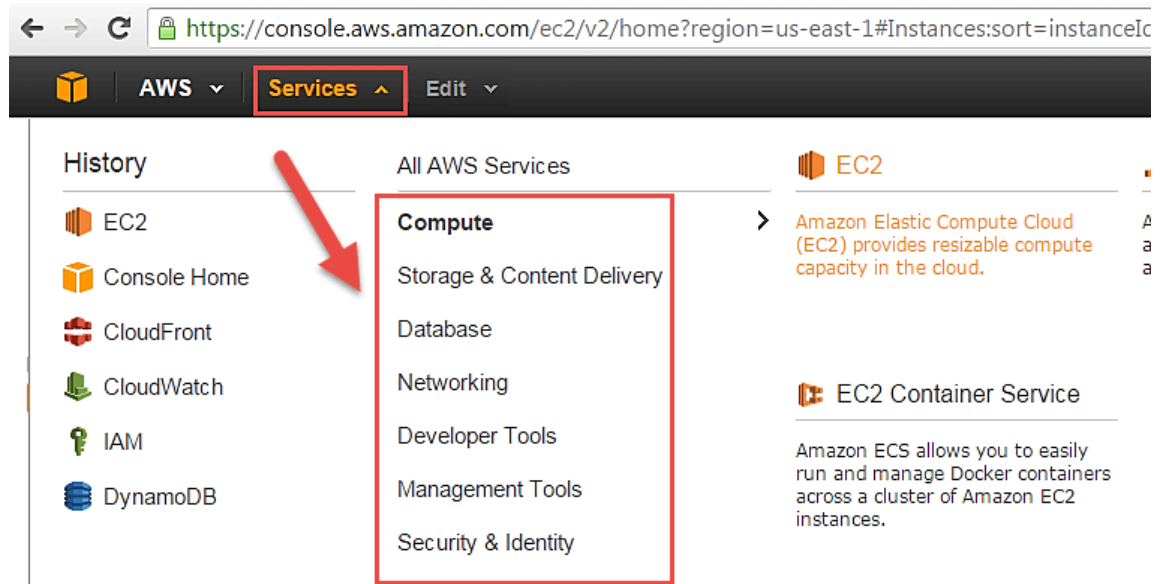 https://console.aws.amazon.com/ec2/v2/home?region=us-east-1#Instances:sort=instanceId
AWS Services Edit
History
EC2
Console Home
CloudFront
CloudWatch
IAM
DynamoDB
All AWS Services
Compute
Storage & Content Delivery
Database
Networking
Developer Tools
Management Tools
Security & Identity
EC2
Amazon Elastic Compute Cloud
(EC2) provides resizable compute
capacity in the cloud.
EC2 Container Service
Amazon ECS allows you to easily
run and manage Docker containers
across a cluster of Amazon EC2
instances.